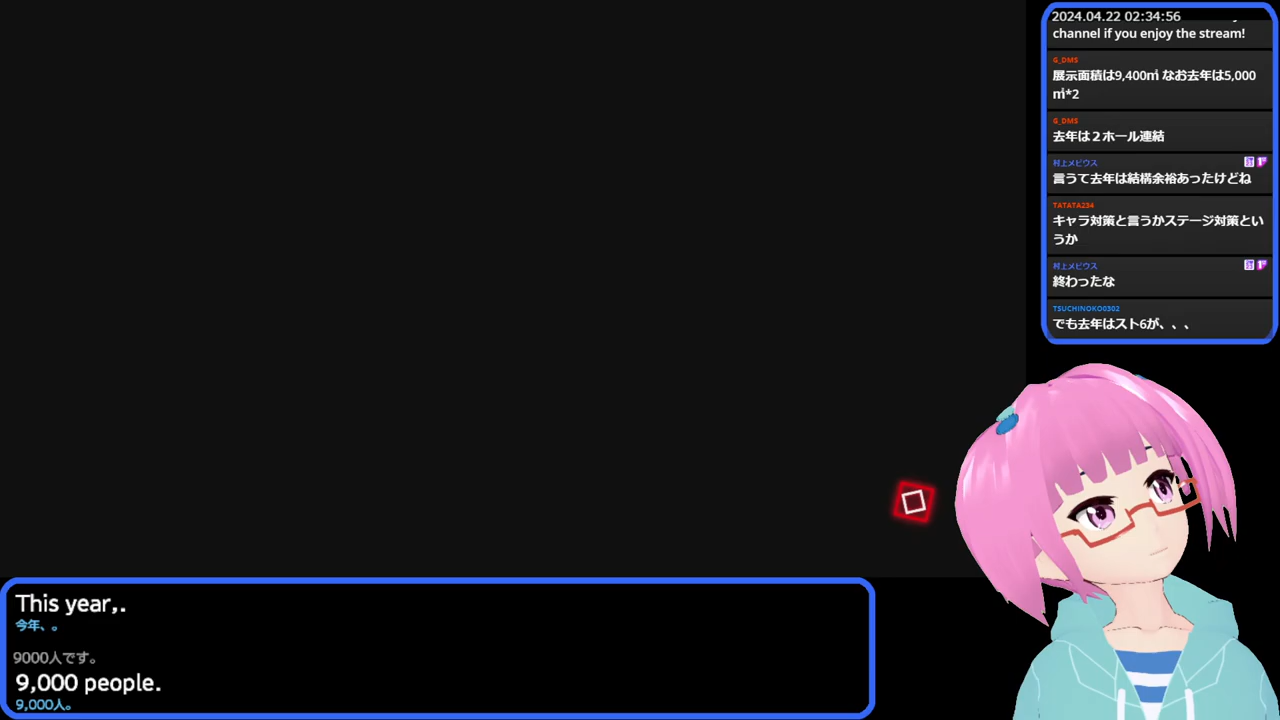 2024.04.22 02:34:56
channel if you enjoy the stream!
G_DMS
展示面積は9,400㎡ なお去年は5,000
㎡*2
G_DMS
去年は２ホール連結
村上メビウス
言うて去年は結構余裕あったけどね
TATATA234
キャラ対策と言うかステージ対策とい
うか
村上メビウス
終わったな
TSUCHINOKO0302
でも去年はスト6が、、、
This year,.
今年、。
9000人です。
9,000 people.
9,000人。